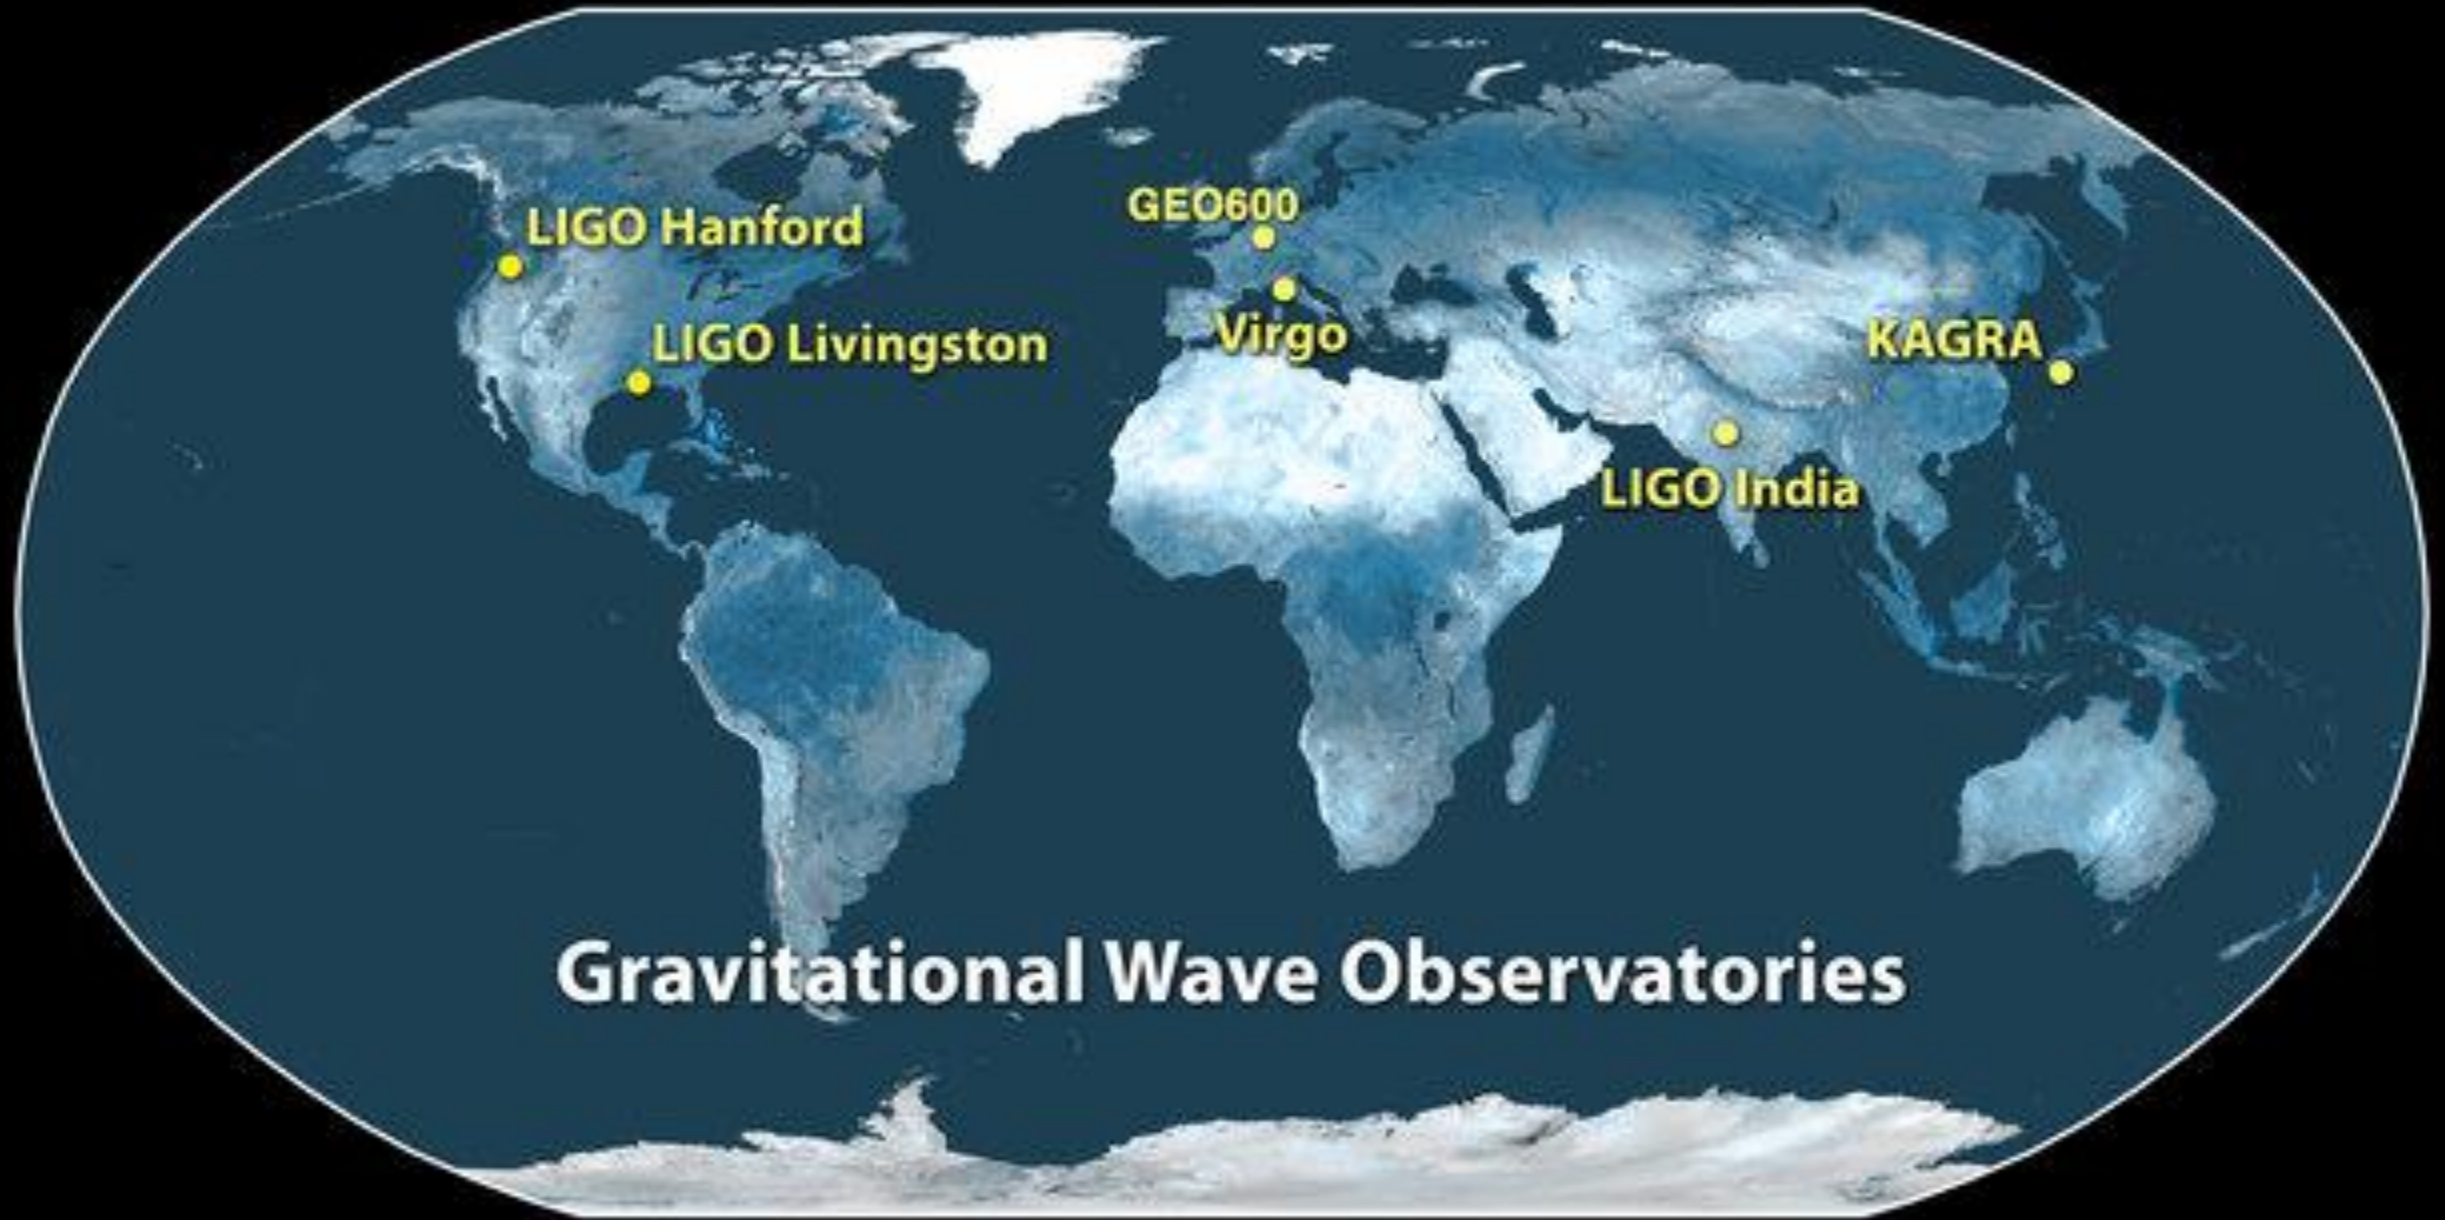 GEO600
LIGO Hanford
Virgo
KAGRA
LIGO Livingston
LIGO India
Gravitational Wave Observatories